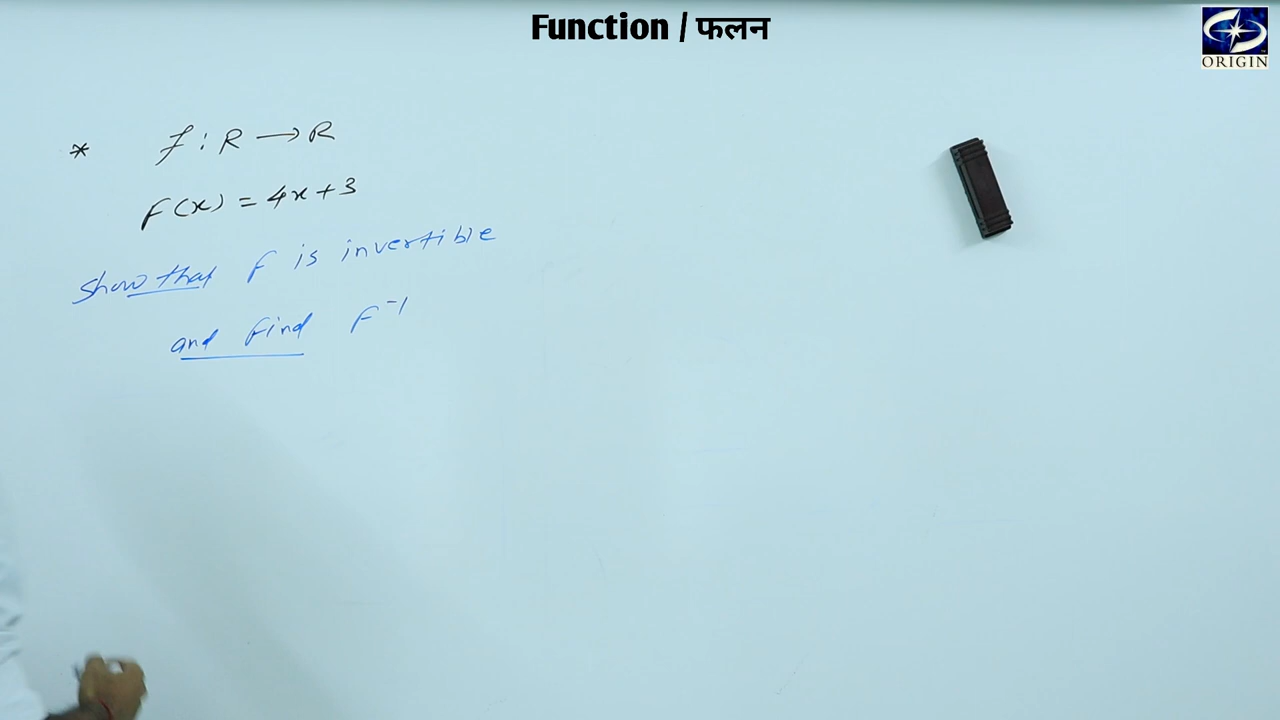 Function / फलन
ORIGIN
* f : R → R
F(x) = 4x + 3
Show that F is invertible
and find F⁻¹